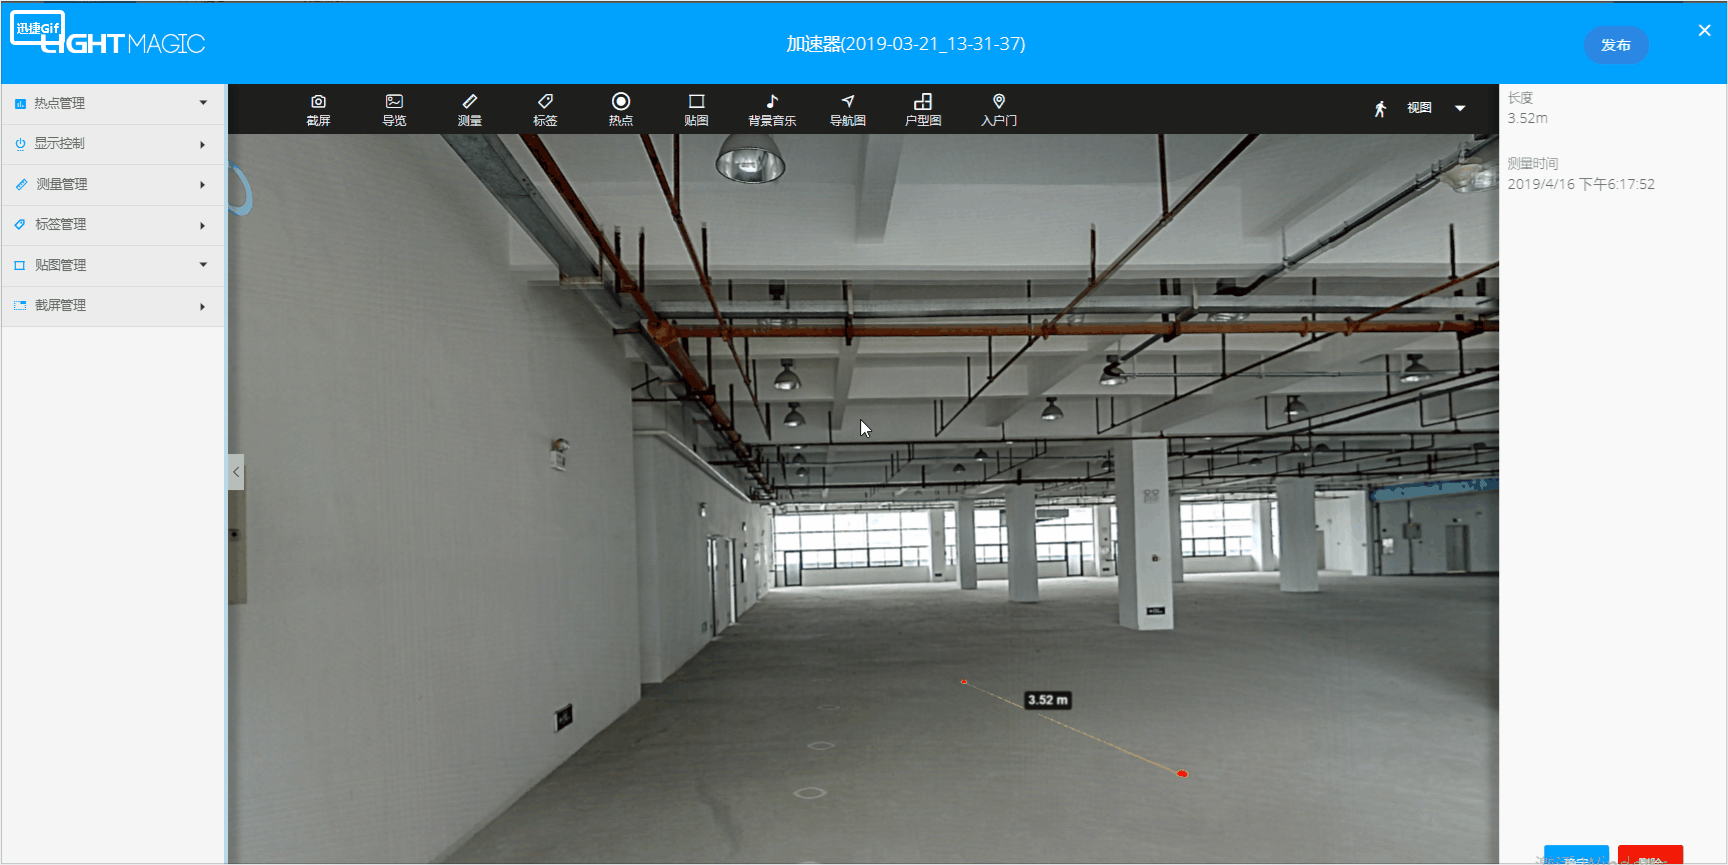 迅捷Gif
LIGHTMAGIC
加速器(2019-03-21_13-31-37)
发布
热点管理
显示控制
测量管理
标签管理
贴图管理
截屏管理
截屏
导览
测量
标签
热点
贴图
背景音乐
导航图
户型图
入户门
视图
长度
3.52m
测量时间
2019/4/16 下午6:17:52
3.52 m
确定
删除